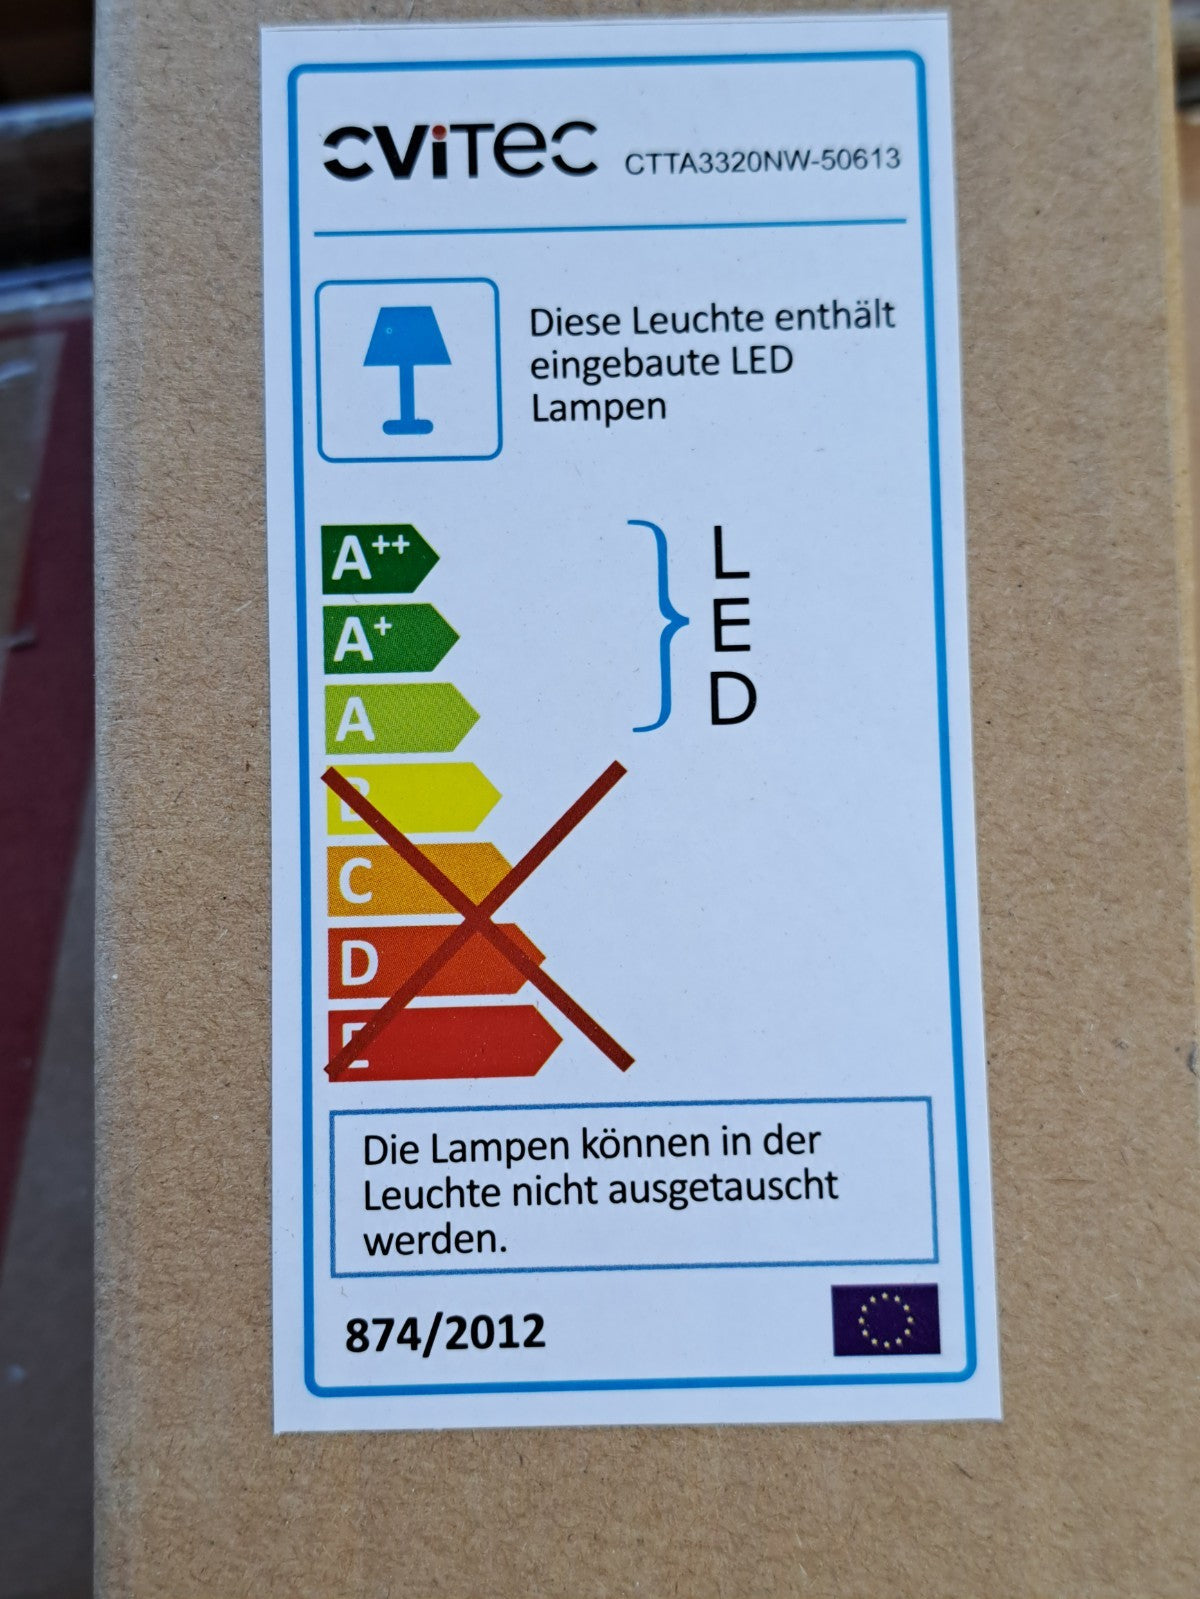 CViTEC CTTA3320NW-50613
Diese Leuchte enthält
eingebaute LED
Lampen
A++
A+
A
B
C
D
E
L
E
D
Die Lampen können in der
Leuchte nicht ausgetauscht
werden.
874/2012